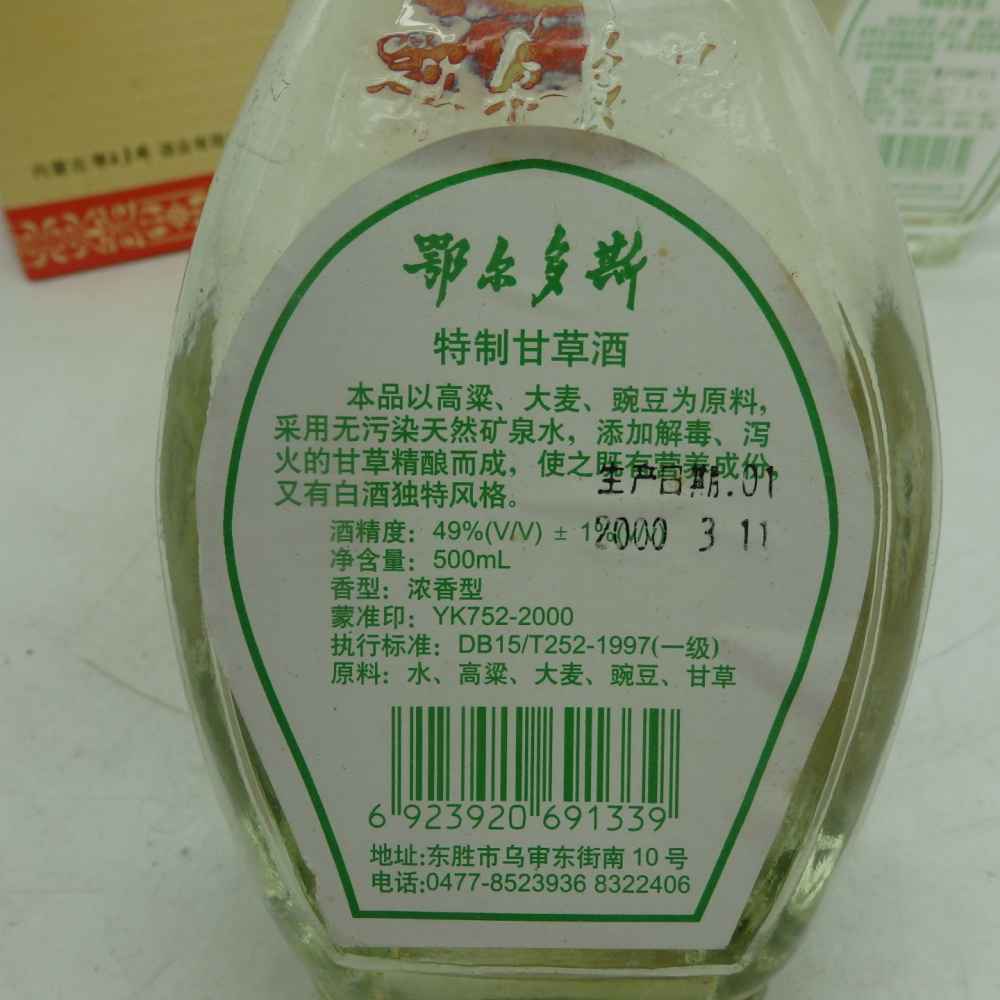 鄂尔多斯
特制甘草酒
本品以高粱、大麦、豌豆为原料,
采用无污染天然矿泉水，添加解毒、泻
火的甘草精酿而成，使之既有营养成份，
又有白酒独特风格。
生产日期.01
2000 3 11
酒精度：49%(V/V) ± 1%
净含量：500mL
香型：浓香型
蒙准印：YK752-2000
执行标准：DB15/T252-1997(一级)
原料：水、高粱、大麦、豌豆、甘草
6 923920 691339
地址:东胜市乌审东街南 10 号
电话:0477-8523936 8322406